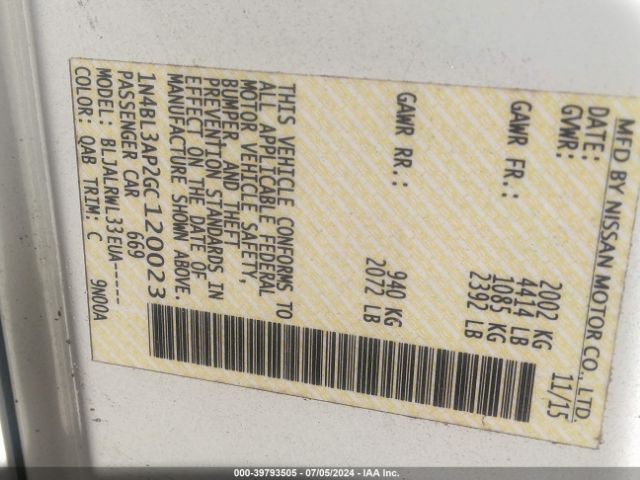 MFD BY NISSAN MOTOR CO., LTD.
DATE: 11/15
GVWR: 2002 KG
4414 LB
GAWR FR.: 1085 KG
2392 LB
GAWR RR.: 940 KG
2072 LB
THIS VEHICLE CONFORMS TO
ALL APPLICABLE FEDERAL
MOTOR VEHICLE SAFETY,
BUMPER, AND THEFT
PREVENTION STANDARDS IN
EFFECT ON THE DATE OF
MANUFACTURE SHOWN ABOVE.
1N4BL3AP2GC120023
PASSENGER CAR 669
MODEL: BLJALRWL33EUA-----
COLOR: QAB TRIM: C 9N00A
000-39793505 - 07/05/2024 - IAA Inc.